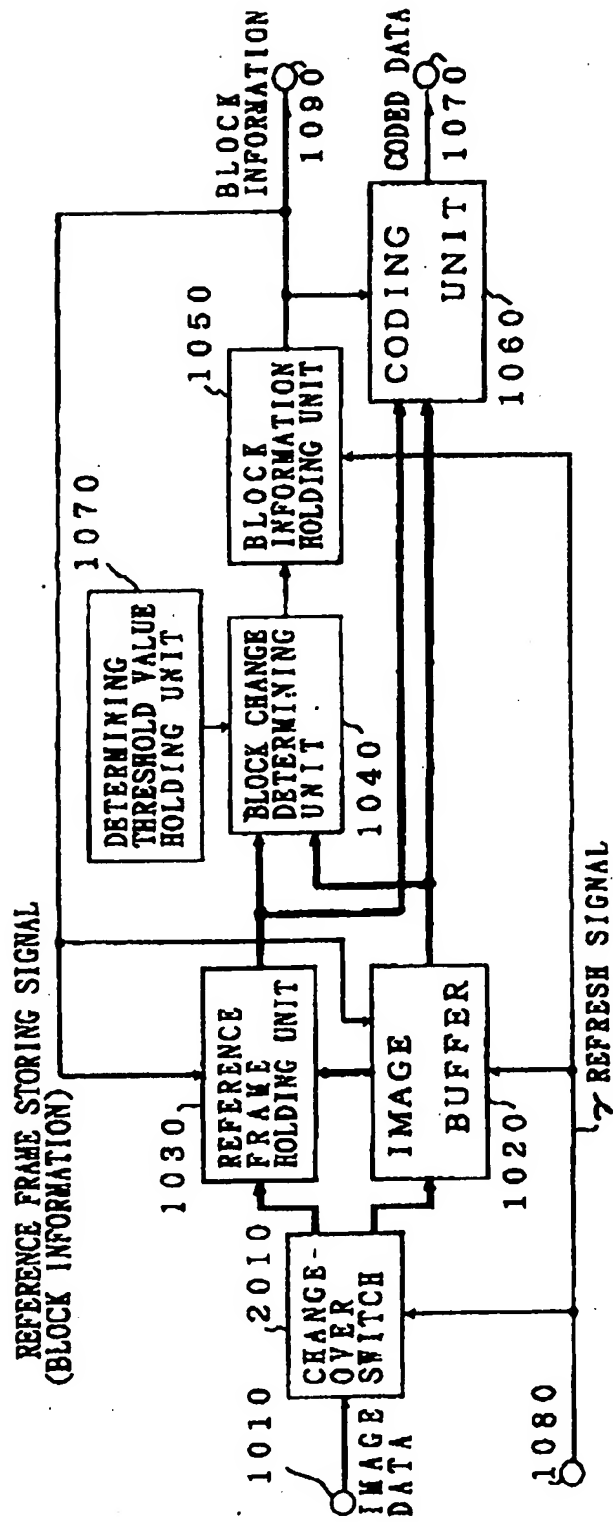 REFERENCE FRAME STORING SIGNAL
(BLOCK INFORMATION)
1010
IMAGE
DATA
2010
CHANGE-
OVER
SWITCH
1030
REFERENCE
FRAME
HOLDING UNIT
IMAGE
BUFFER
1020
1070
DETERMINING
THRESHOLD VALUE
HOLDING UNIT
BLOCK CHANGE
DETERMINING
UNIT
1040
1050
BLOCK
INFORMATION
HOLDING UNIT
CODING
UNIT
1060
BLOCK
INFORMATION
1090
CODED DATA
1070
1080
REFRESH SIGNAL